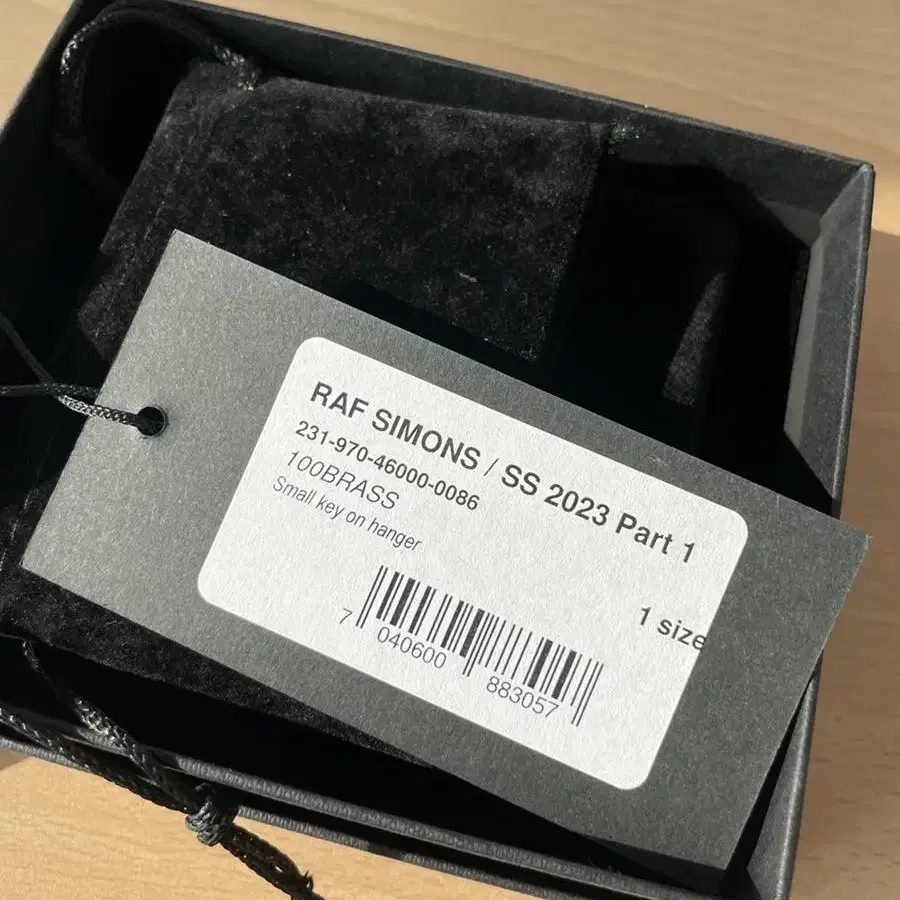 RAF SIMONS / SS 2023 Part 1
231-970-46000-0086
100BRASS
Small key on hanger
1 size
7 040600 883057